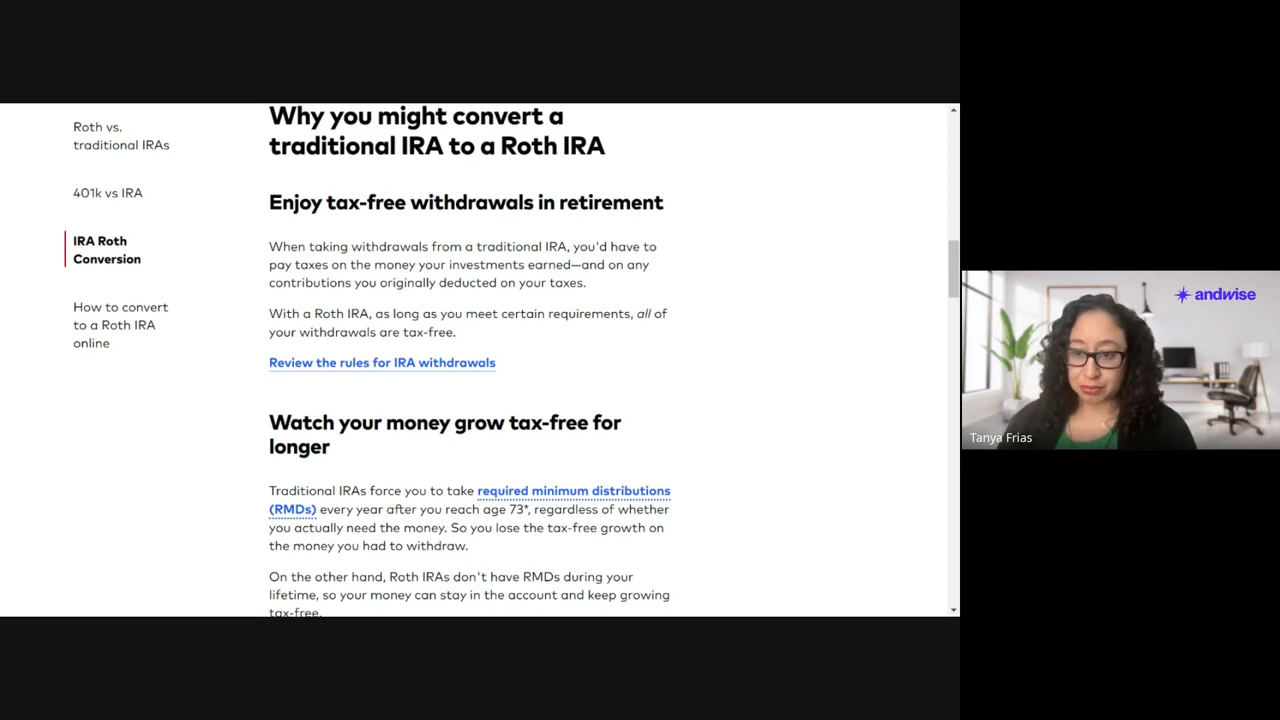 Roth vs.
traditional IRAs
401k vs IRA
IRA Roth
Conversion
How to convert
to a Roth IRA
online
Why you might convert a
traditional IRA to a Roth IRA
Enjoy tax-free withdrawals in retirement
When taking withdrawals from a traditional IRA, you'd have to
pay taxes on the money your investments earned—and on any
contributions you originally deducted on your taxes.
With a Roth IRA, as long as you meet certain requirements, all of
your withdrawals are tax-free.
Review the rules for IRA withdrawals
Watch your money grow tax-free for
longer
Traditional IRAs force you to take required minimum distributions
(RMDs) every year after you reach age 73*, regardless of whether
you actually need the money. So you lose the tax-free growth on
the money you had to withdraw.
On the other hand, Roth IRAs don't have RMDs during your
lifetime, so your money can stay in the account and keep growing
tax-free.
andwise
Tanya Frias